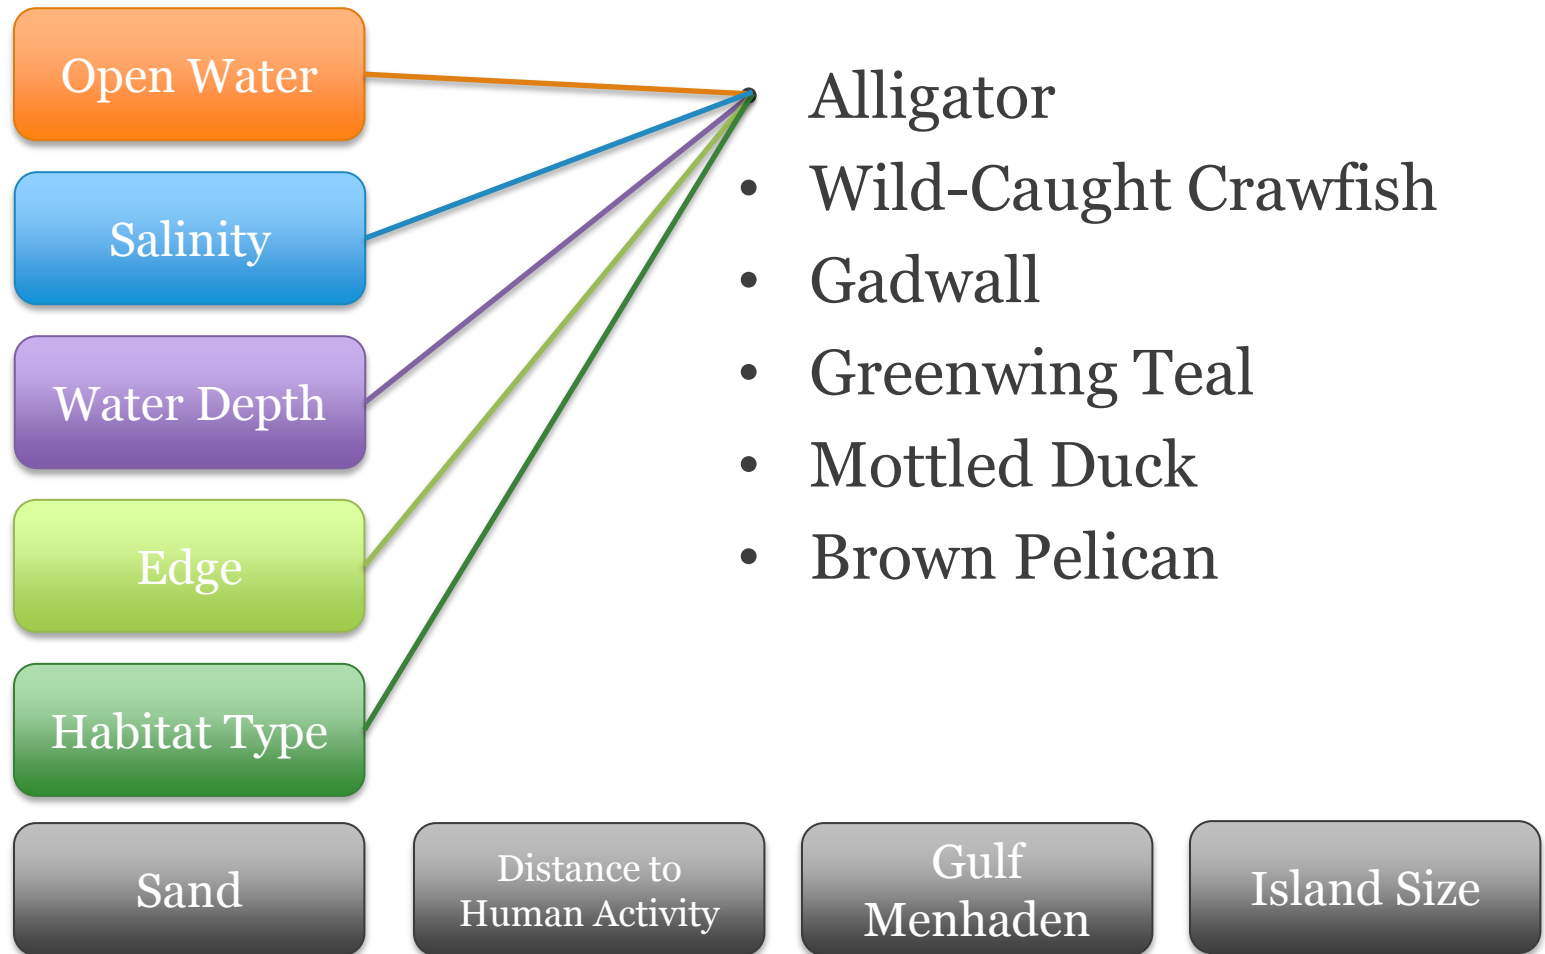 Open Water
Salinity
Water Depth
Edge
Habitat Type
• Alligator
• Wild-Caught Crawfish
• Gadwall
• Greenwing Teal
• Mottled Duck
• Brown Pelican
Sand
Distance to
Human Activity
Gulf
Menhaden
Island Size